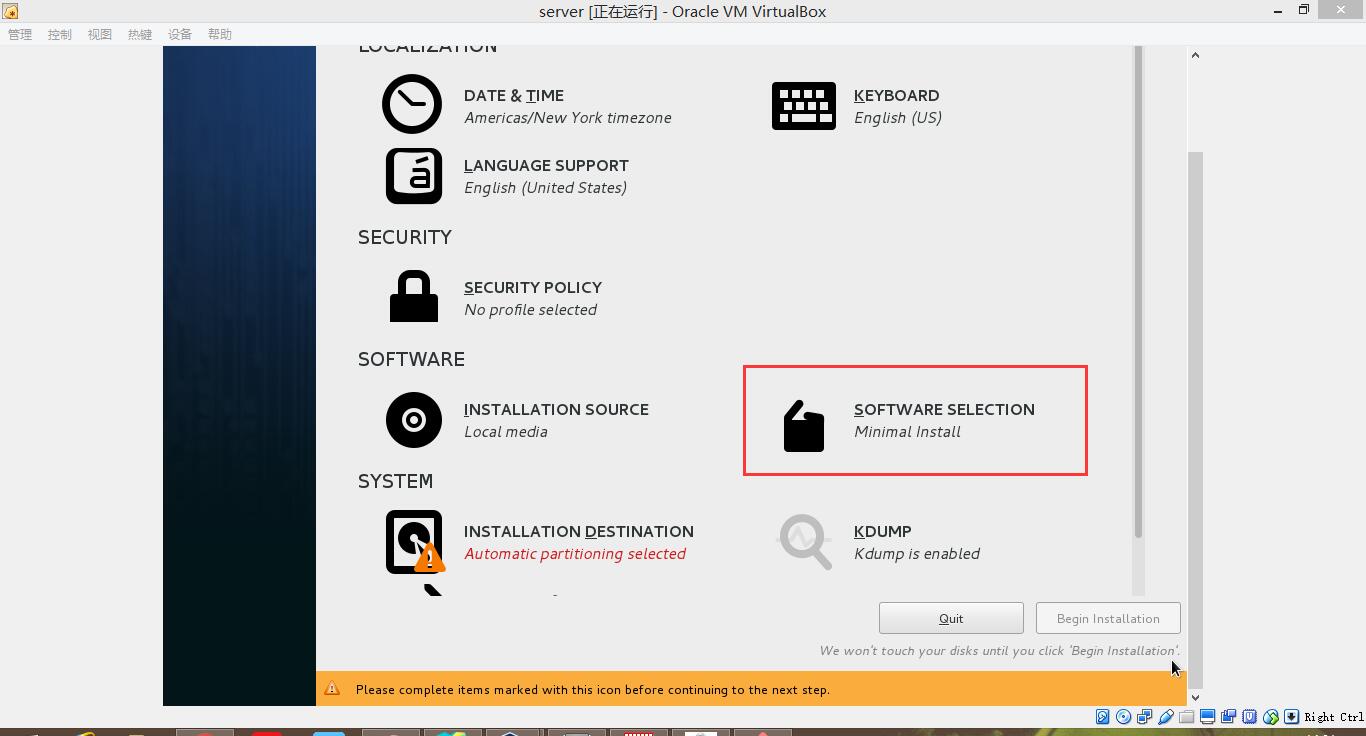 server [正在运行] - Oracle VM VirtualBox
管理 控制 视图 热键 设备 帮助
LOCALIZATION
DATE & TIME
Americas/New York timezone
KEYBOARD
English (US)
LANGUAGE SUPPORT
English (United States)
SECURITY
SECURITY POLICY
No profile selected
SOFTWARE
INSTALLATION SOURCE
Local media
SOFTWARE SELECTION
Minimal Install
SYSTEM
INSTALLATION DESTINATION
Automatic partitioning selected
KDUMP
Kdump is enabled
Quit
Begin Installation
We won't touch your disks until you click 'Begin Installation'.
Please complete items marked with this icon before continuing to the next step.
Right Ctrl